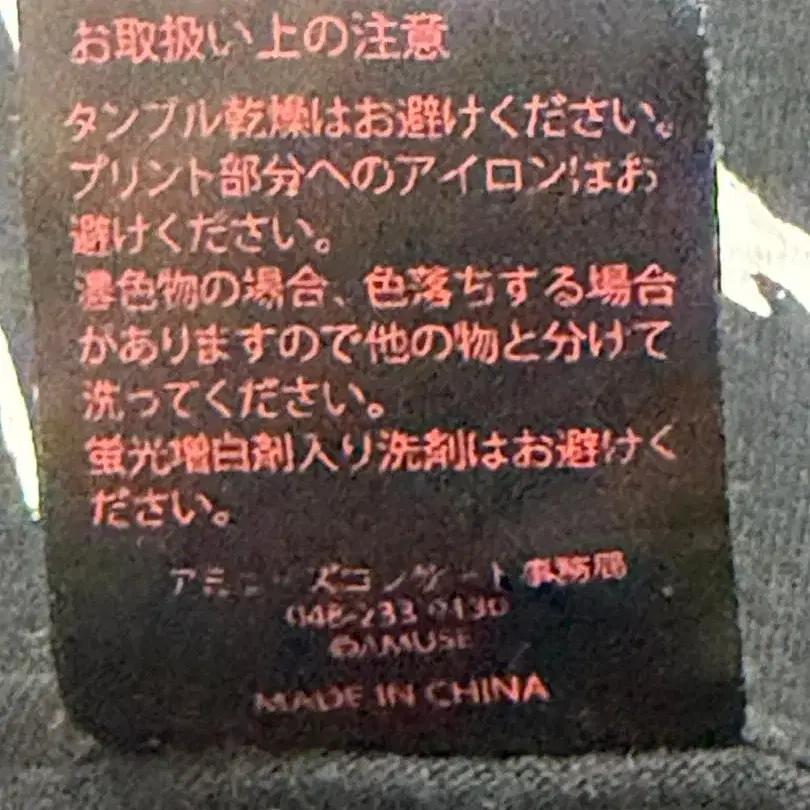 お取扱い上の注意
タンブル乾燥はお避けください。
プリント部分へのアイロンはお
避けください。
濃色物の場合、色落ちする場合
がありますので他の物と分けて
洗ってください。
蛍光増白剤入り洗剤はお避けく
ださい。
事務局
©AMUSE
MADE IN CHINA